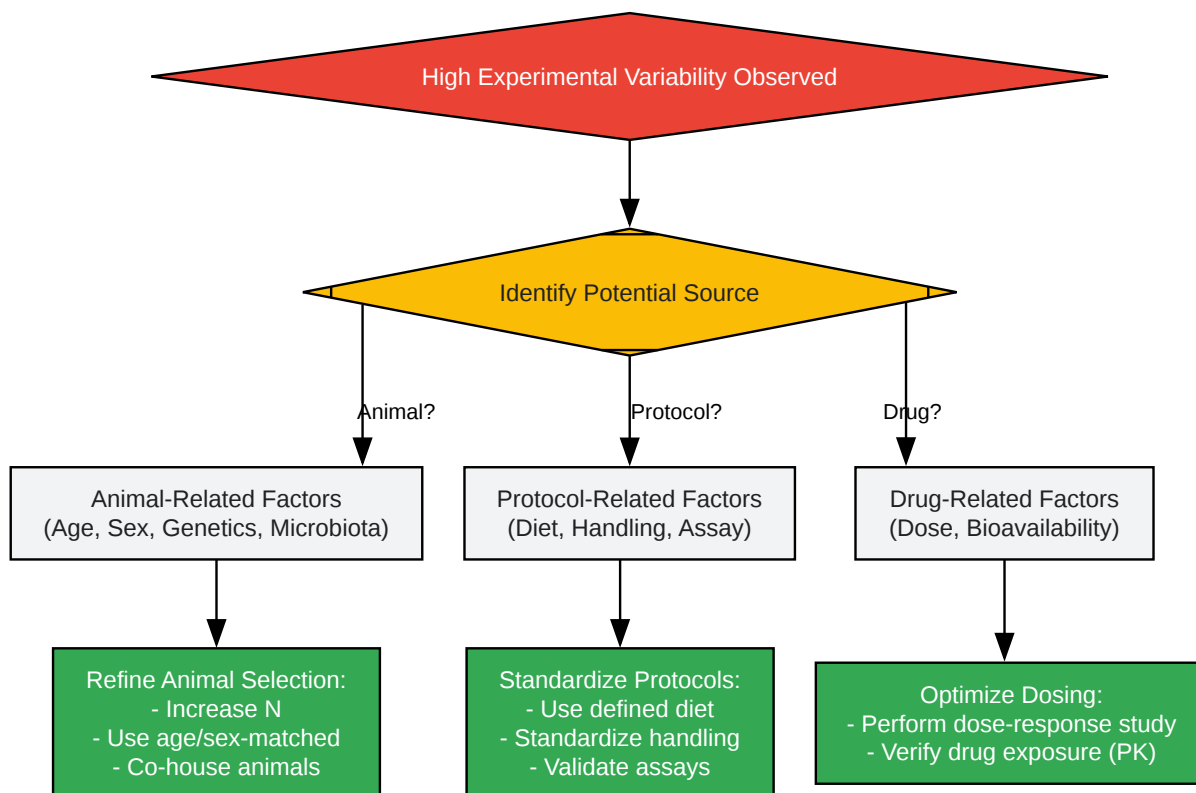 High Experimental Variability Observed
Identify Potential Source
Animal?
Protocol?
Drug?
Animal-Related Factors
(Age, Sex, Genetics, Microbiota)
Protocol-Related Factors
(Diet, Handling, Assay)
Drug-Related Factors
(Dose, Bioavailability)
Refine Animal Selection:
- Increase N
- Use age/sex-matched
- Co-house animals
Standardize Protocols:
- Use defined diet
- Standardize handling
- Validate assays
Optimize Dosing:
- Perform dose-response study
- Verify drug exposure (PK)